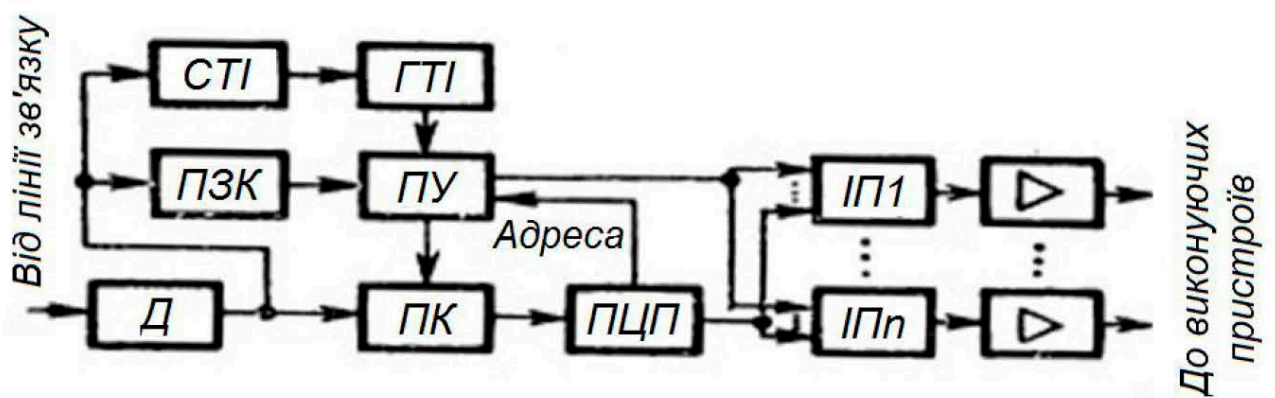 Від лінії зв'язку
СТІ
ГТІ
ПЗК
ПУ
ІП1
Адреса
Д
ПК
ПЦП
ІПn
До виконуючих
пристроїв